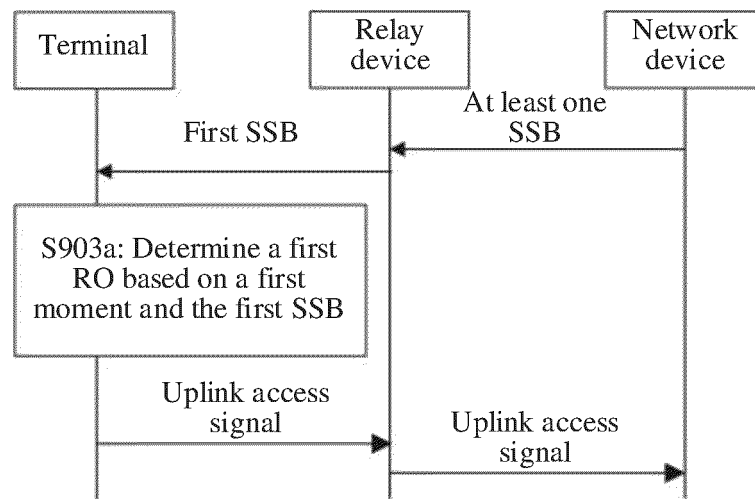 Terminal
Relay
device
Network
device
At least one
SSB
First SSB
S903a: Determine a first
RO based on a first
moment and the first SSB
Uplink access
signal
Uplink access
signal